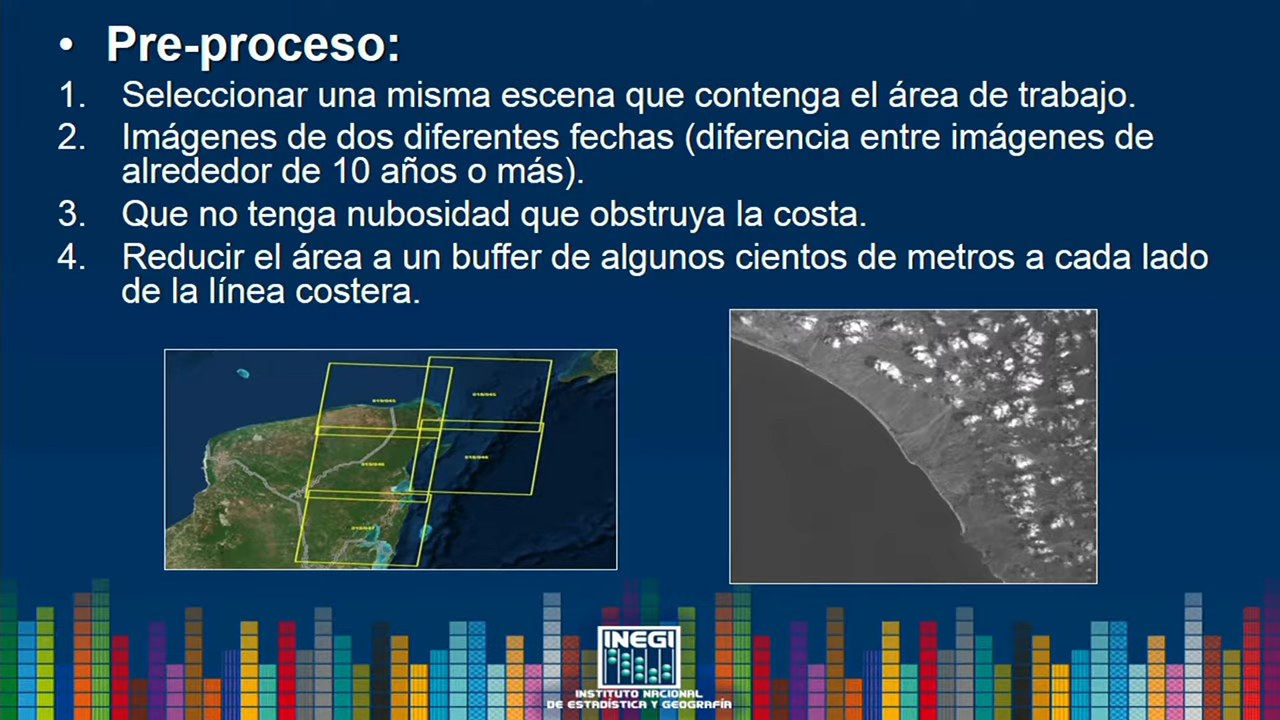 • Pre-proceso:
1. Seleccionar una misma escena que contenga el área de trabajo.
2. Imágenes de dos diferentes fechas (diferencia entre imágenes de
alrededor de 10 años o más).
3. Que no tenga nubosidad que obstruya la costa.
4. Reducir el área a un buffer de algunos cientos de metros a cada lado
de la línea costera.
INEGI
INSTITUTO NACIONAL
DE ESTADÍSTICA Y GEOGRAFÍA